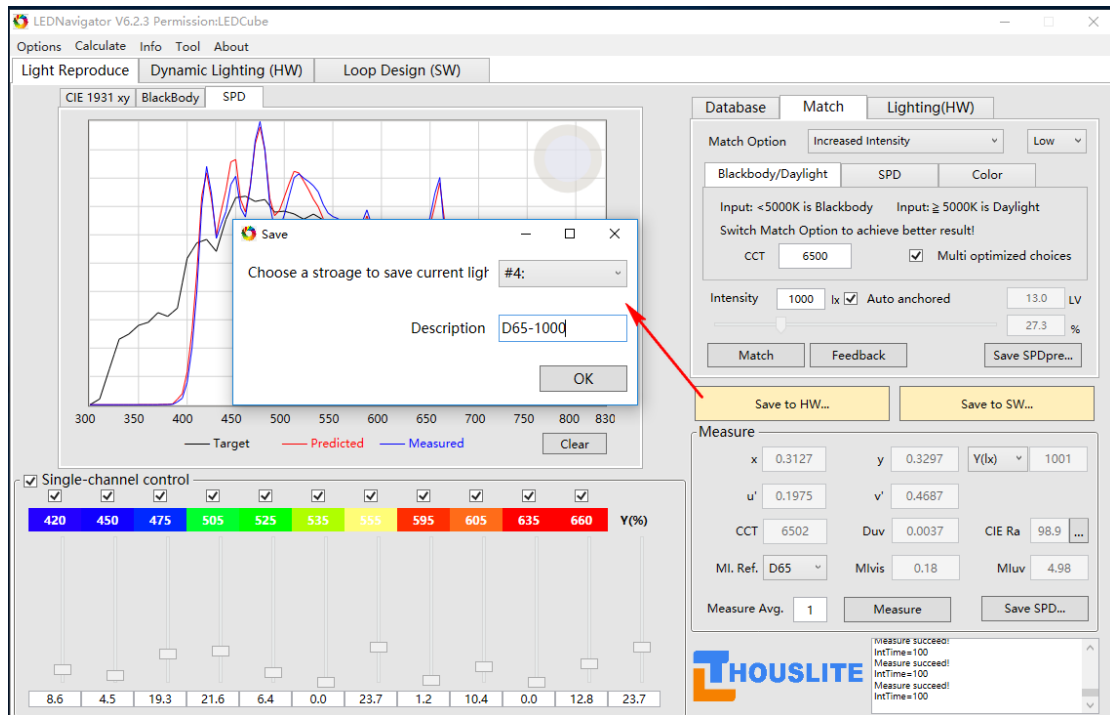 LEDNavigator V6.2.3 Permission:LEDCube
Options Calculate Info Tool About
Light Reproduce Dynamic Lighting (HW) Loop Design (SW)
CIE 1931 xy BlackBody SPD
300 350 400 450 500 550 600 650 700 750 800 830
Target Predicted Measured Clear
Save
Choose a stroage to save current ligh #4:
Description D65-1000
OK
Database Match Lighting(HW)
Match Option Increased Intensity Low
Blackbody/Daylight SPD Color
Input: <5000K is Blackbody Input: ≧ 5000K is Daylight
Switch Match Option to achieve better result!
CCT 6500 Multi optimized choices
Intensity 1000 lx Auto anchored 13.0 LV
27.3 %
Match Feedback Save SPDpre...
Save to HW... Save to SW...
Measure
x 0.3127 y 0.3297 Y(lx) 1001
u' 0.1975 v' 0.4687
CCT 6502 Duv 0.0037 CIE Ra 98.9 ...
MI. Ref. D65 MIvis 0.18 MIuv 4.98
Measure Avg. 1 Measure Save SPD...
Single-channel control
420 450 475 505 525 535 555 595 605 635 660 Y(%)
8.6 4.5 19.3 21.6 6.4 0.0 23.7 1.2 10.4 0.0 12.8 23.7
THOUSLITE
Measure succeed!
IntTime=100
Measure succeed!
IntTime=100
Measure succeed!
IntTime=100